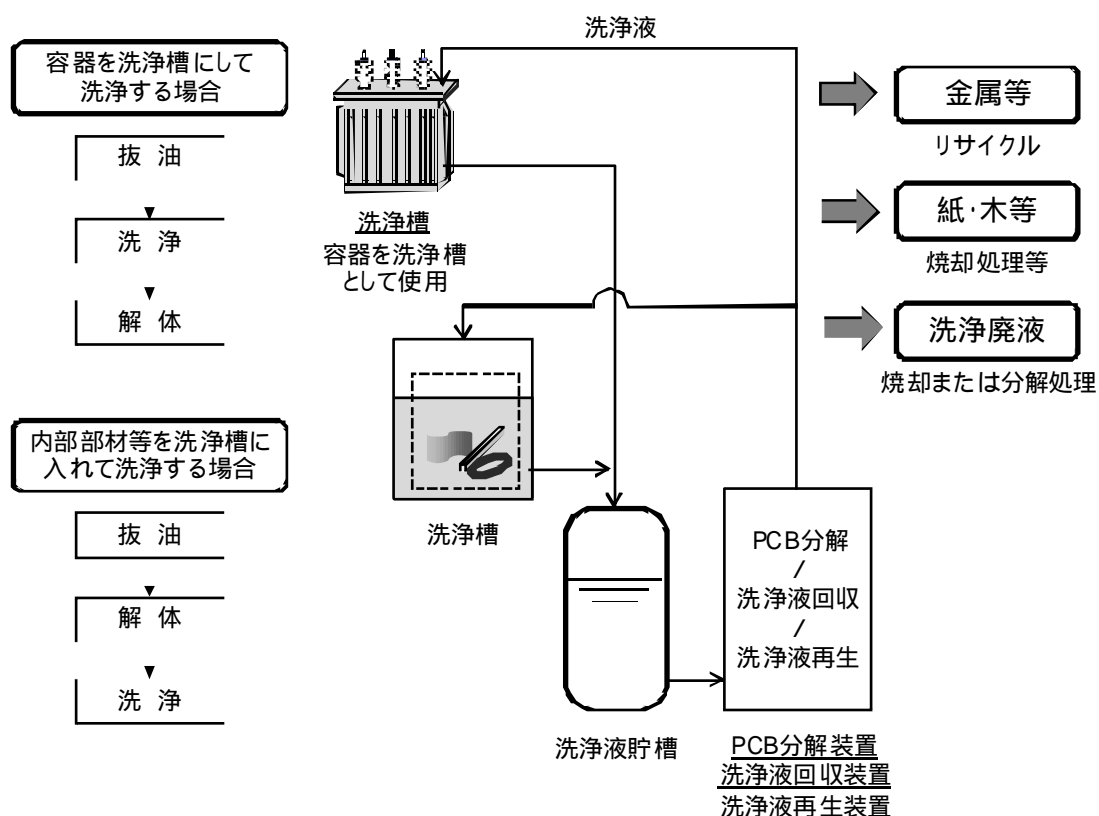 洗浄液
容器を洗浄槽にして
洗浄する場合
抜 油
洗 浄
解 体
洗浄槽
容器を洗浄槽
として使用
金属等
リサイクル
紙・木等
焼却処理等
洗浄廃液
焼却または分解処理
内部部材等を洗浄槽に
入れて洗浄する場合
抜 油
解 体
洗 浄
洗浄槽
洗浄液貯槽
PCB分解
/
洗浄液回収
/
洗浄液再生
PCB分解装置
洗浄液回収装置
洗浄液再生装置